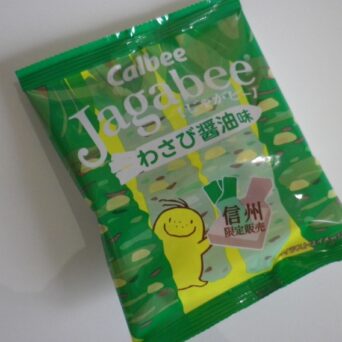 Calbee
Jagabee
【じゃがビー】
わさび醤油味
信州
限定販売